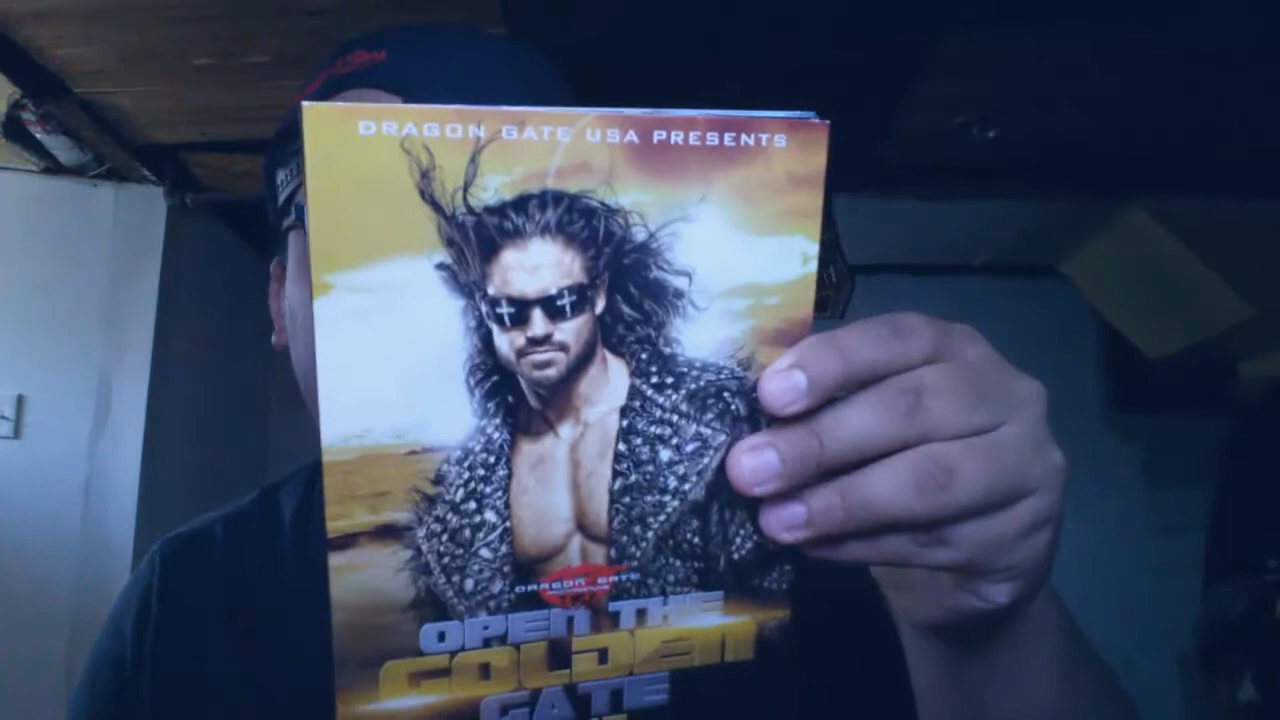 DRAGON GATE USA PRESENTS
DRAGON GATE
OPEN THE
GOLDEN
GATE